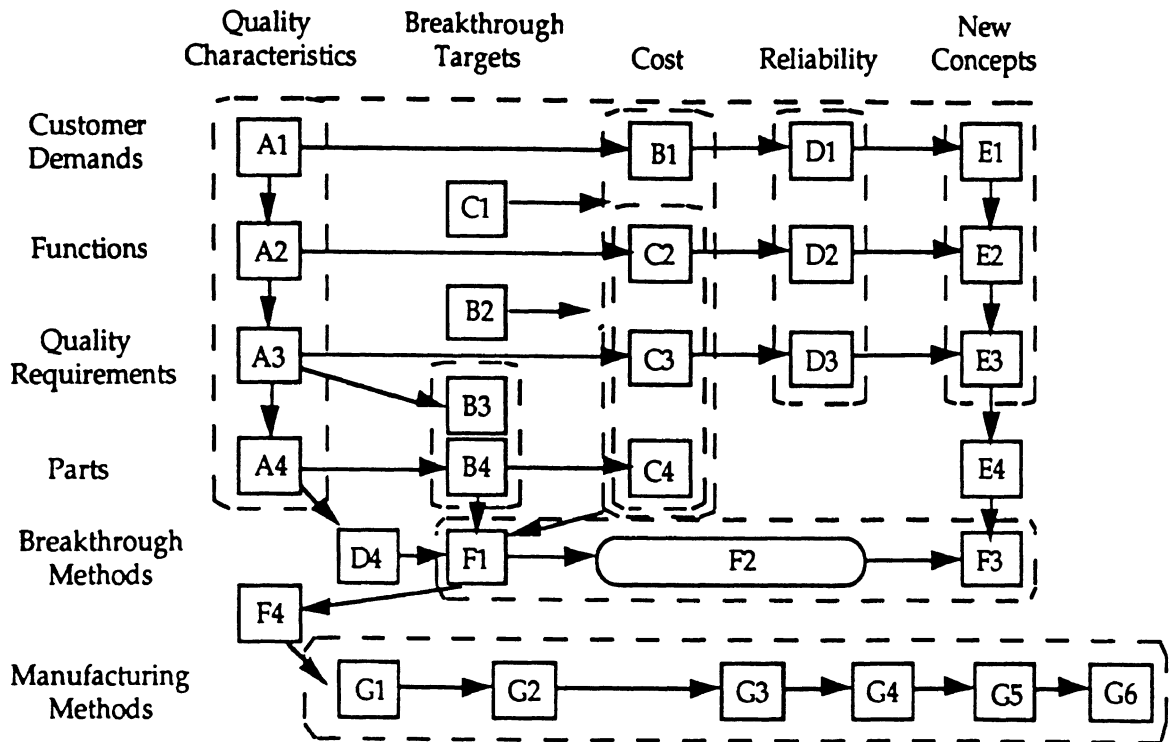 Quality
Characteristics
Breakthrough
Targets
Cost
Reliability
New
Concepts
Customer
Demands
A1
B1
D1
E1
C1
Functions
A2
C2
D2
E2
B2
Quality
Requirements
A3
C3
D3
E3
B3
Parts
A4
B4
C4
E4
Breakthrough
Methods
D4
F1
F2
F3
F4
Manufacturing
Methods
G1
G2
G3
G4
G5
G6